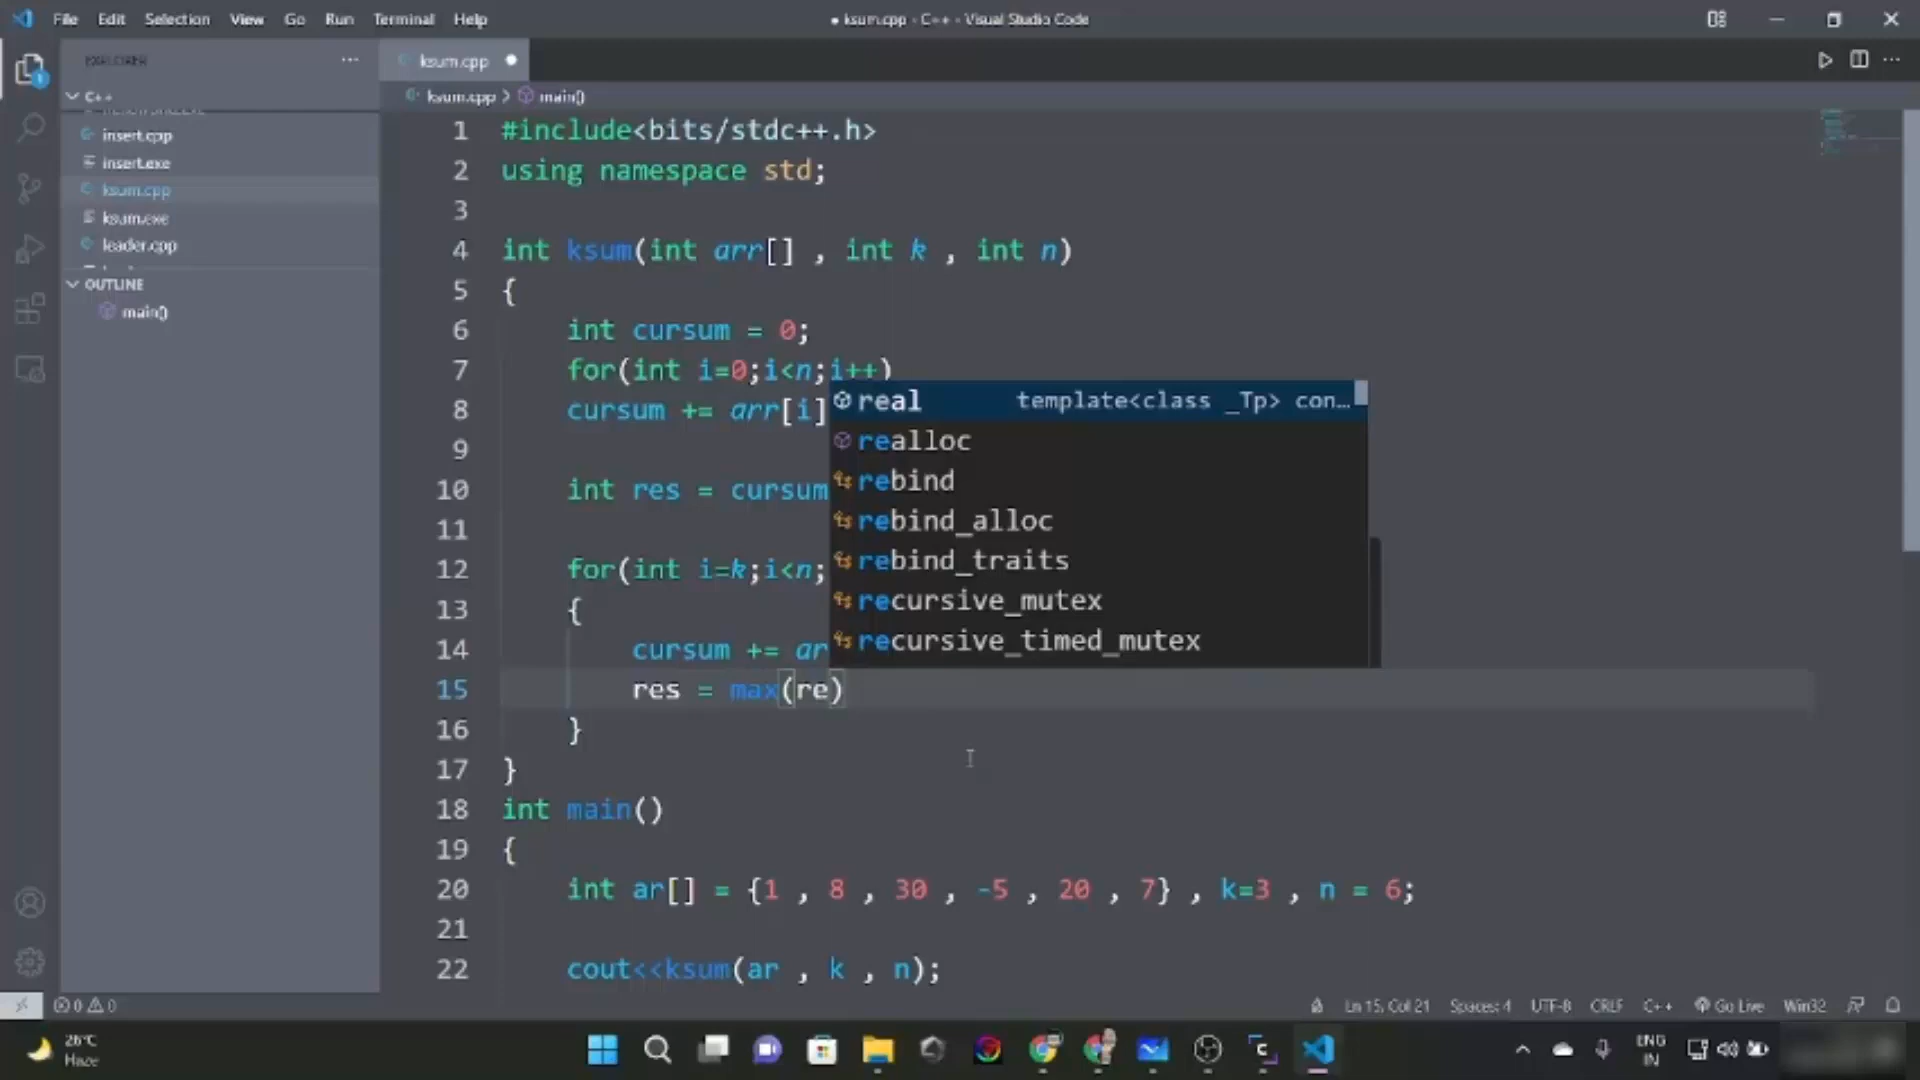 File Edit Selection View Go Run Terminal Help
● ksum.cpp - C++ - Visual Studio Code
EXPLORER
ksum.cpp
C++
ksum.cpp > main()
insert.cpp
insert.exe
ksum.cpp
ksum.exe
leader.cpp
OUTLINE
main()
1 #include<bits/stdc++.h>
2 using namespace std;
3
4 int ksum(int arr[] , int k , int n)
5 {
6 int cursum = 0;
7 for(int i=0;i<n;i++)
8 cursum += arr[i]
9
10 int res = cursum
11
12 for(int i=k;i<n;
13 {
14 cursum += ar
15 res = max(re)
16 }
17 }
18 int main()
19 {
20 int ar[] = {1 , 8 , 30 , -5 , 20 , 7} , k=3 , n = 6;
21
22 cout<<ksum(ar , k , n);
real template<class _Tp> con…
realloc
rebind
rebind_alloc
rebind_traits
recursive_mutex
recursive_timed_mutex
0 0
Ln 15, Col 21 Spaces: 4 UTF-8 CRLF C++ Go Live Win32
26°C
Haze
ENG
IN